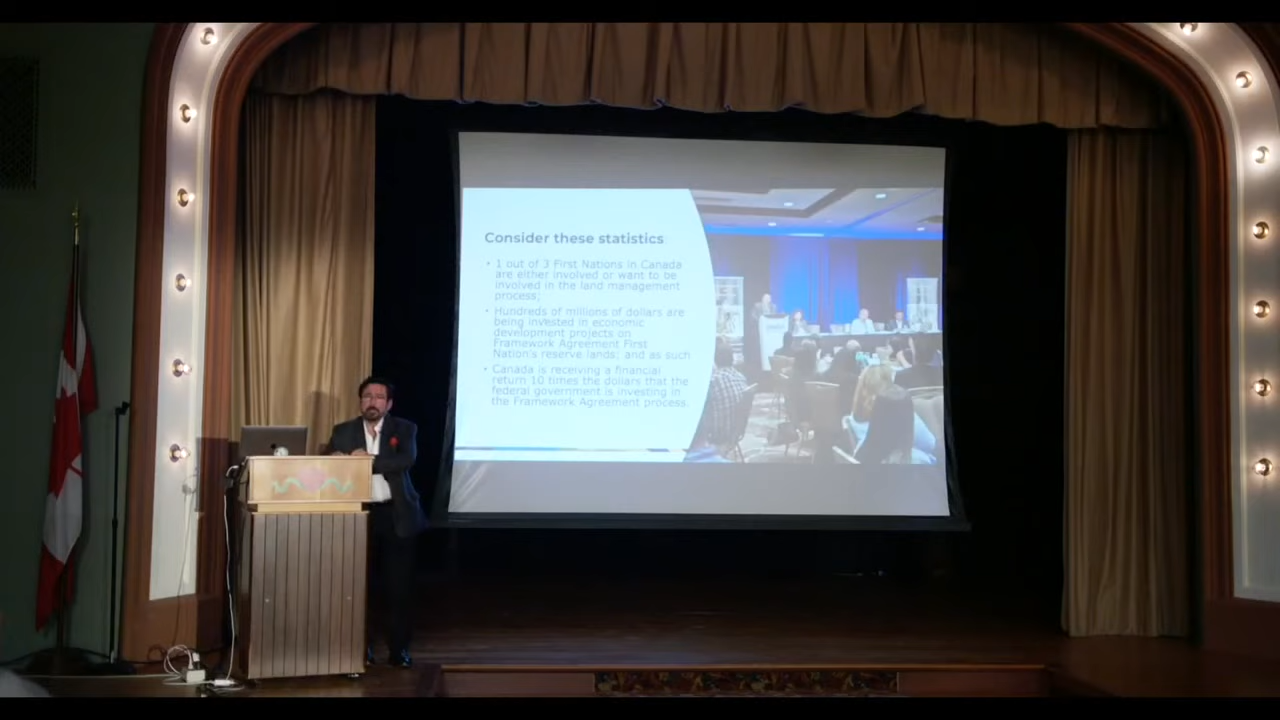 Consider these statistics
• 1 out of 3 First Nations in Canada
are either involved or want to be
involved in the land management
process;
• Hundreds of millions of dollars are
being invested in economic
development projects on
Framework Agreement First
Nation's reserve lands; and as such
• Canada is receiving a financial
return 10 times the dollars that the
federal government is investing in
the Framework Agreement process.